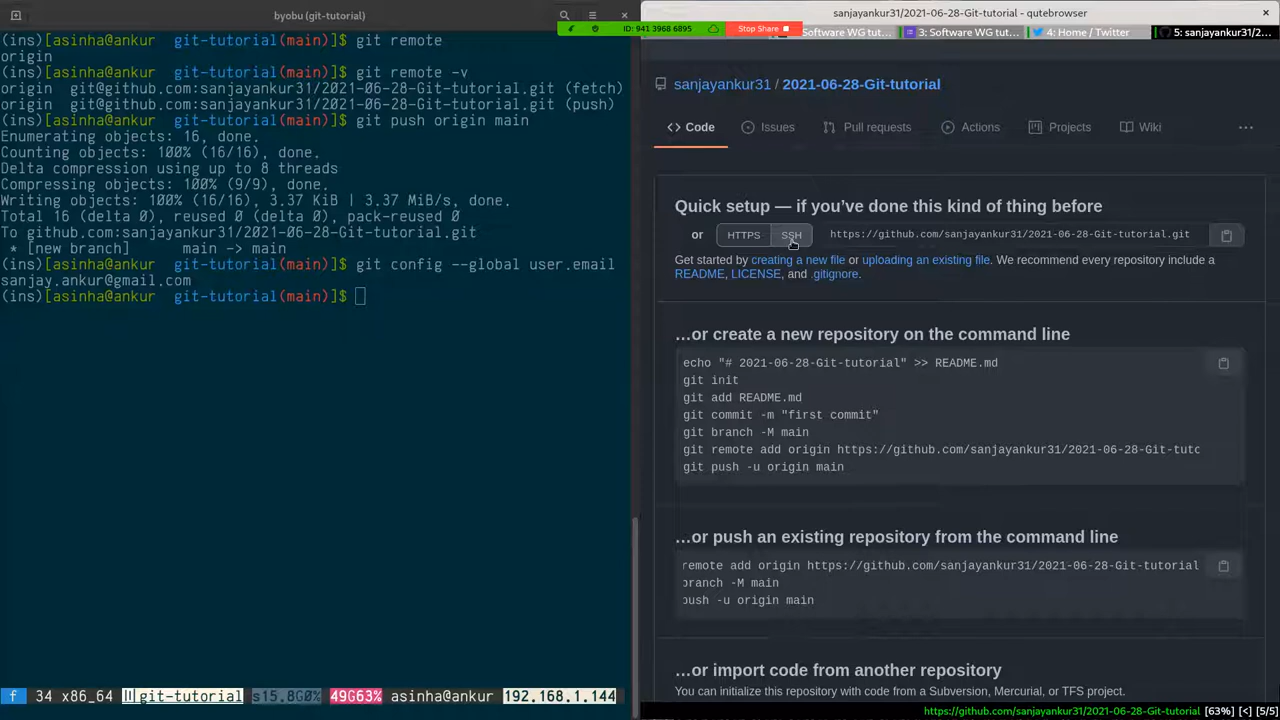 byobu (git-tutorial)
(ins)[asinha@ankur  git-tutorial(main)]$ git remote
origin
(ins)[asinha@ankur  git-tutorial(main)]$ git remote -v
origin  git@github.com:sanjayankur31/2021-06-28-Git-tutorial.git (fetch)
origin  git@github.com:sanjayankur31/2021-06-28-Git-tutorial.git (push)
(ins)[asinha@ankur  git-tutorial(main)]$ git push origin main
Enumerating objects: 16, done.
Counting objects: 100% (16/16), done.
Delta compression using up to 8 threads
Compressing objects: 100% (9/9), done.
Writing objects: 100% (16/16), 3.37 KiB | 3.37 MiB/s, done.
Total 16 (delta 0), reused 0 (delta 0), pack-reused 0
To github.com:sanjayankur31/2021-06-28-Git-tutorial.git
 * [new branch]      main -> main
(ins)[asinha@ankur  git-tutorial(main)]$ git config --global user.email
sanjay.ankur@gmail.com
(ins)[asinha@ankur  git-tutorial(main)]$
34 x86_64 git-tutorial s15.8G0% 49G63% asinha@ankur 192.168.1.144
ID: 941 3968 6895 Stop Share
sanjayankur31/2021-06-28-Git-tutorial - qutebrowser
Software WG tut... 3: Software WG tut... 4: Home / Twitter 5: sanjayankur31/2...
sanjayankur31 / 2021-06-28-Git-tutorial
Code Issues Pull requests Actions Projects Wiki ...
Quick setup — if you’ve done this kind of thing before
or HTTPS SSH https://github.com/sanjayankur31/2021-06-28-Git-tutorial.git
Get started by creating a new file or uploading an existing file. We recommend every repository include a
README, LICENSE, and .gitignore.
…or create a new repository on the command line
echo "# 2021-06-28-Git-tutorial" >> README.md
git init
git add README.md
git commit -m "first commit"
git branch -M main
git remote add origin https://github.com/sanjayankur31/2021-06-28-Git-tutc
git push -u origin main
…or push an existing repository from the command line
remote add origin https://github.com/sanjayankur31/2021-06-28-Git-tutorial
branch -M main
push -u origin main
…or import code from another repository
You can initialize this repository with code from a Subversion, Mercurial, or TFS project.
https://github.com/sanjayankur31/2021-06-28-Git-tutorial [63%] [<] [5/5]